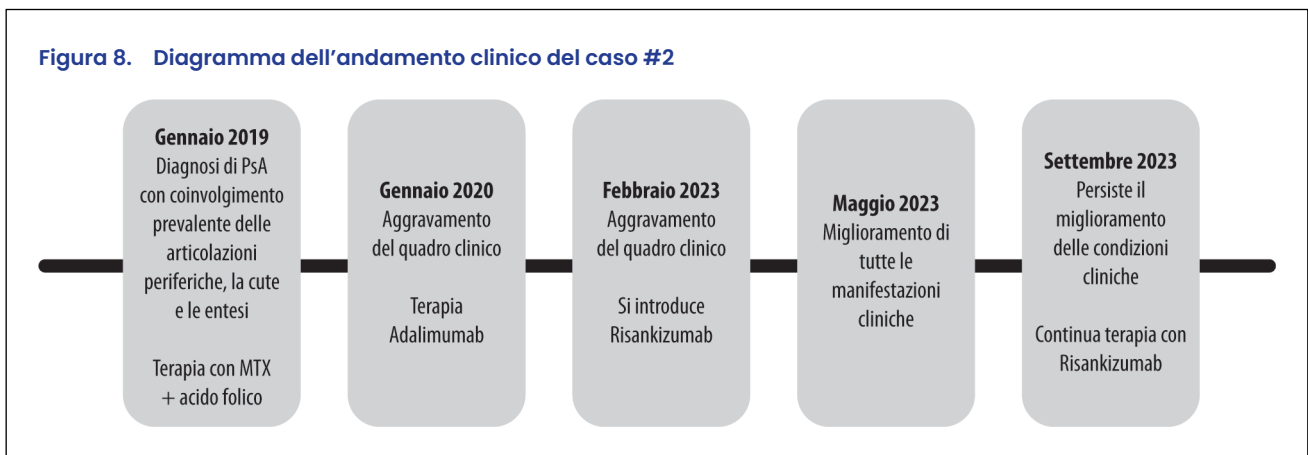 Figura 8. Diagramma dell'andamento clinico del caso #2
Gennaio 2019
Diagnosi di PsA
con coinvolgimento
prevalente delle
articolazioni
periferiche, la cute
e le entesi
Terapia con MTX
+ acido folico
Gennaio 2020
Aggravamento
del quadro clinico
Terapia
Adalimumab
Febbraio 2023
Aggravamento
del quadro clinico
Si introduce
Risankizumab
Maggio 2023
Miglioramento di
tutte le
manifestazioni
cliniche
Settembre 2023
Persiste il
miglioramento
delle condizioni
cliniche
Continua terapia con
Risankizumab